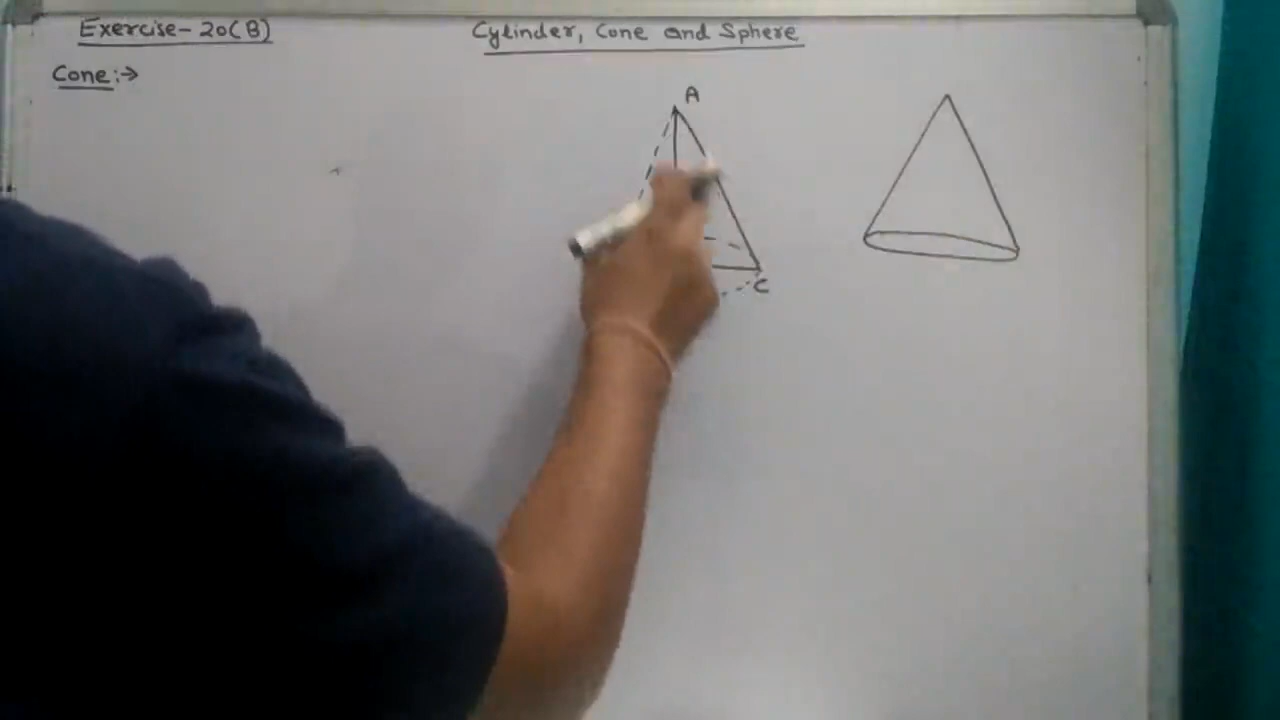 Exercise-20(B)
Cylinder, Cone and Sphere
Cone:→
A
C